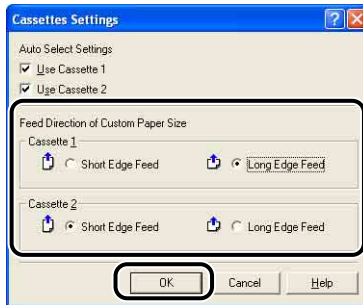 Cassettes Settings
Auto Select Settings
Use Cassette 1
Use Cassette 2
Feed Direction of Custom Paper Size
Cassette 1
Short Edge Feed Long Edge Feed
Cassette 2
Short Edge Feed Long Edge Feed
OK Cancel Help